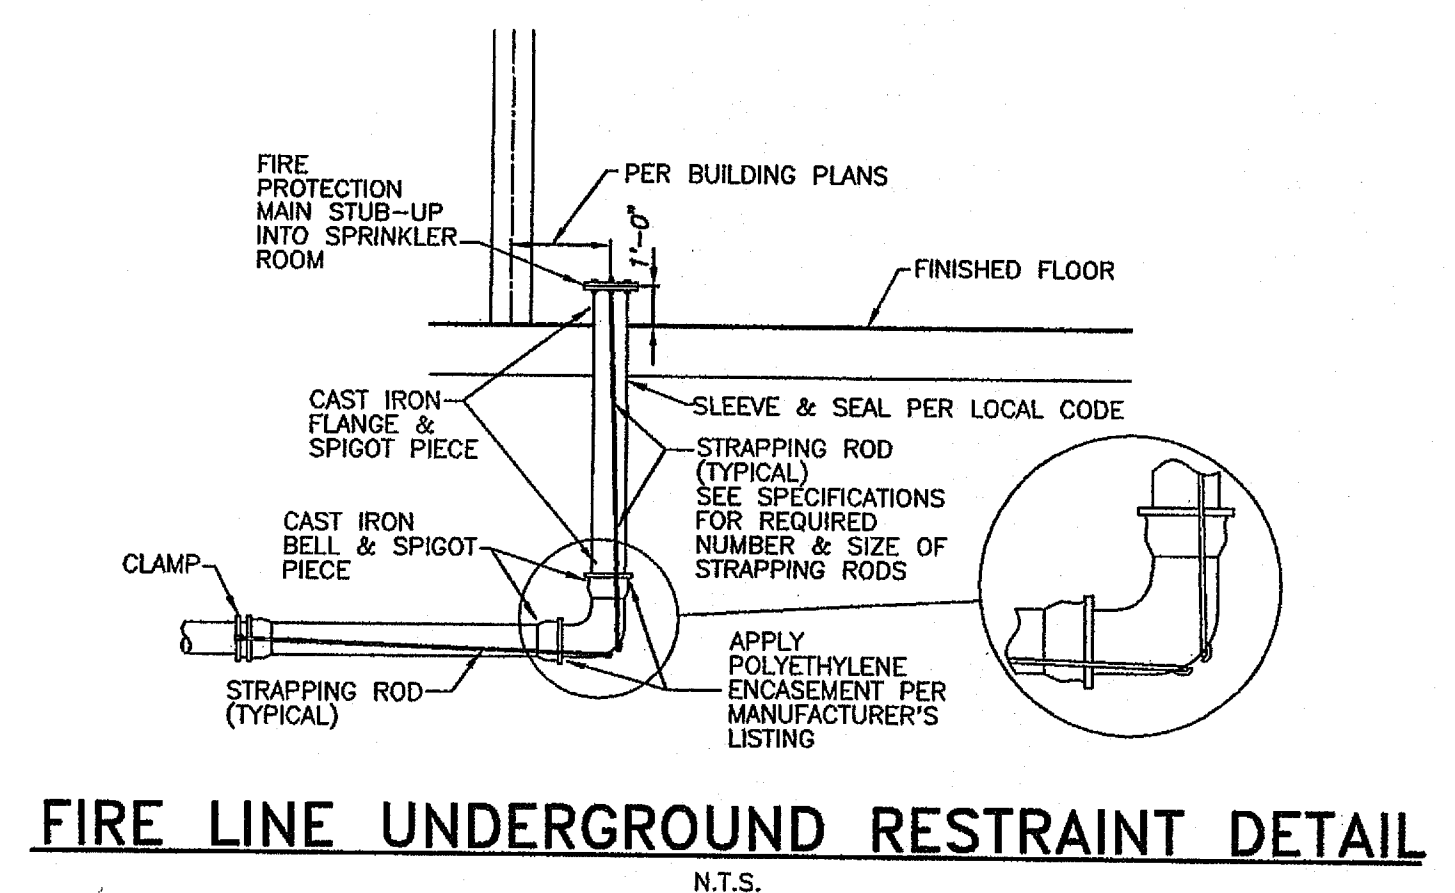 FIRE
PROTECTION
MAIN STUB-UP
INTO SPRINKLER
ROOM
PER BUILDING PLANS
1'-0"
FINISHED FLOOR
CAST IRON
FLANGE &
SPIGOT PIECE
SLEEVE & SEAL PER LOCAL CODE
STRAPPING ROD
(TYPICAL)
SEE SPECIFICATIONS
FOR REQUIRED
NUMBER & SIZE OF
STRAPPING RODS
CAST IRON
BELL & SPIGOT
PIECE
CLAMP
STRAPPING ROD
(TYPICAL)
APPLY
POLYETHYLENE
ENCASEMENT PER
MANUFACTURER'S
LISTING
FIRE LINE UNDERGROUND RESTRAINT DETAIL
N.T.S.